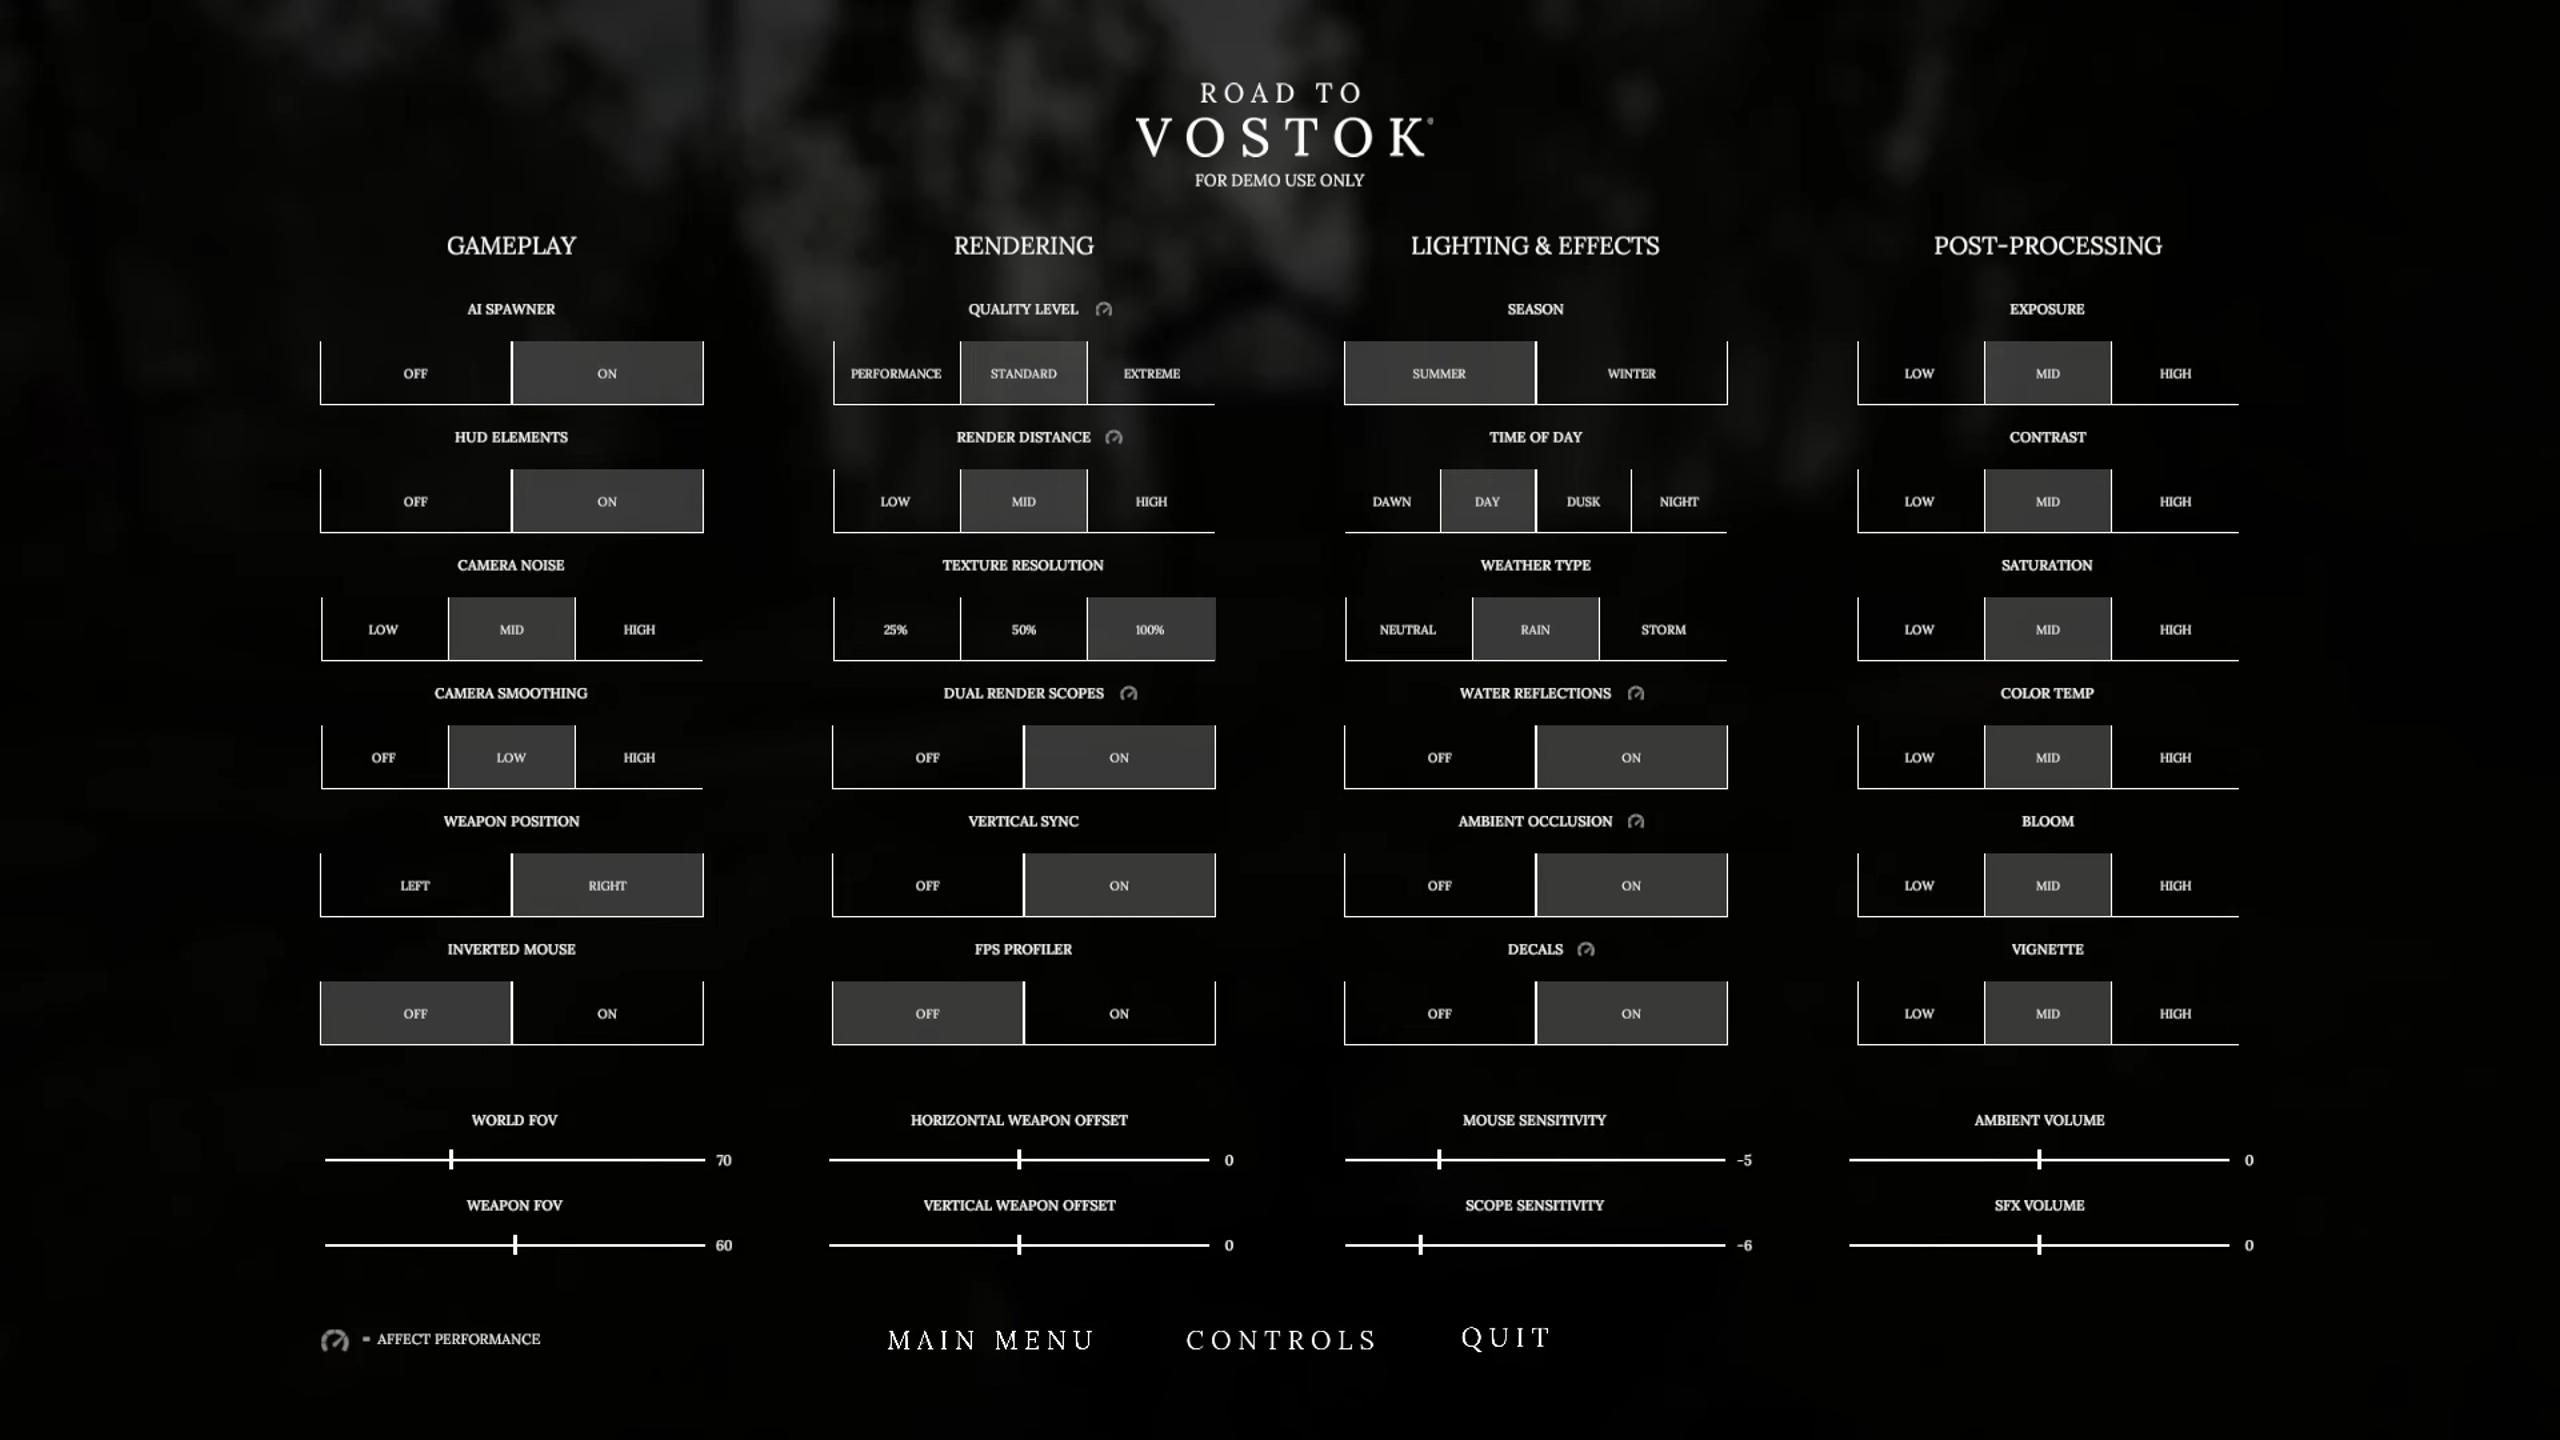 ROAD TO
VOSTOK
FOR DEMO USE ONLY
GAMEPLAY
AI SPAWNER
OFF ON
HUD ELEMENTS
OFF ON
CAMERA NOISE
LOW MID HIGH
CAMERA SMOOTHING
OFF LOW HIGH
WEAPON POSITION
LEFT RIGHT
INVERTED MOUSE
OFF ON
RENDERING
QUALITY LEVEL
PERFORMANCE STANDARD EXTREME
RENDER DISTANCE
LOW MID HIGH
TEXTURE RESOLUTION
25% 50% 100%
DUAL RENDER SCOPES
OFF ON
VERTICAL SYNC
OFF ON
FPS PROFILER
OFF ON
LIGHTING & EFFECTS
SEASON
SUMMER WINTER
TIME OF DAY
DAWN DAY DUSK NIGHT
WEATHER TYPE
NEUTRAL RAIN STORM
WATER REFLECTIONS
OFF ON
AMBIENT OCCLUSION
OFF ON
DECALS
OFF ON
POST-PROCESSING
EXPOSURE
LOW MID HIGH
CONTRAST
LOW MID HIGH
SATURATION
LOW MID HIGH
COLOR TEMP
LOW MID HIGH
BLOOM
LOW MID HIGH
VIGNETTE
LOW MID HIGH
WORLD FOV
70
WEAPON FOV
60
HORIZONTAL WEAPON OFFSET
0
VERTICAL WEAPON OFFSET
0
MOUSE SENSITIVITY
-5
SCOPE SENSITIVITY
-6
AMBIENT VOLUME
0
SFX VOLUME
0
= AFFECT PERFORMANCE
MAIN MENU CONTROLS QUIT